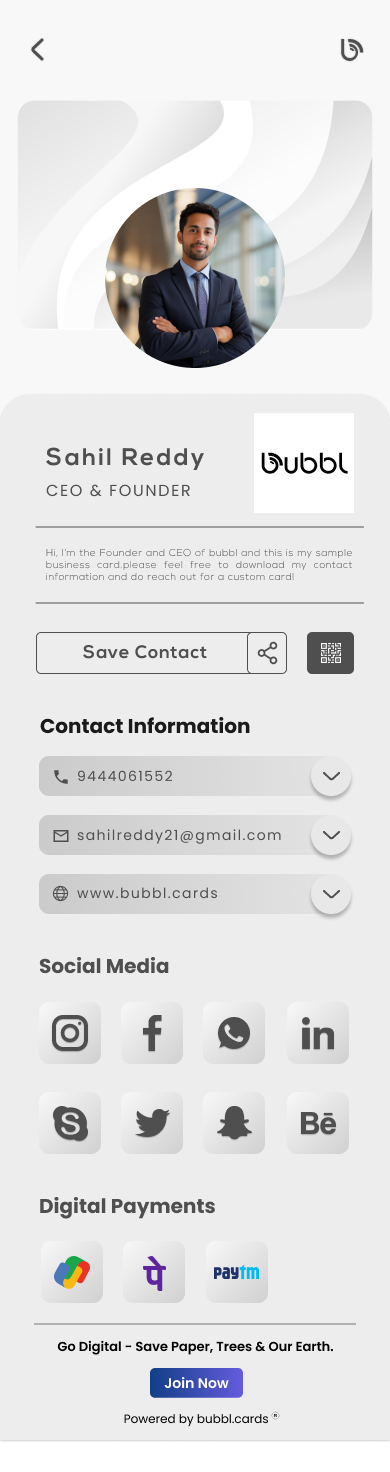 Sahil Reddy
CEO & FOUNDER
bubbl
Hi, I'm the Founder and CEO of bubbl and this is my sample
business card.please feel free to download my contact
information and do reach out for a custom card!
Save Contact
Contact Information
9444061552
sahilreddy21@gmail.com
www.bubbl.cards
Social Media
Bē
Digital Payments
पे
paytm
Go Digital - Save Paper, Trees & Our Earth.
Join Now
Powered by bubbl.cards ®